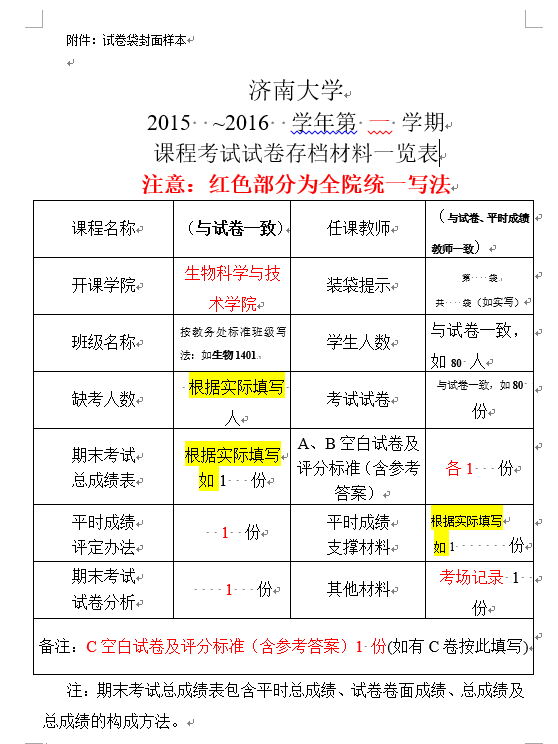 附件：试卷袋封面样本
济南大学
2015 ~2016 学年第 一 学期
课程考试试卷存档材料一览表
注意：红色部分为全院统一写法
课程名称
（与试卷一致）
任课教师
（与试卷、平时成绩
教师一致）
开课学院
生物科学与技
术学院
装袋提示
第 袋
共 袋（如实写）
班级名称
按教务处标准班级写
法：如生物1401
学生人数
与试卷一致，
如 80 人
缺考人数
根据实际填写
人
考试试卷
与试卷一致，如 80
份
期末考试
总成绩表
根据实际填写
如 1 份
A、B 空白试卷及
评分标准（含参考
答案）
各 1 份
平时成绩
评定办法
1 份
平时成绩
支撑材料
根据实际填写
如 1 份
期末考试
试卷分析
1 份
其他材料
考场记录 1
份
备注：C 空白试卷及评分标准（含参考答案）1 份(如有 C 卷按此填写)
注：期末考试总成绩表包含平时总成绩、试卷卷面成绩、总成绩及
总成绩的构成方法。